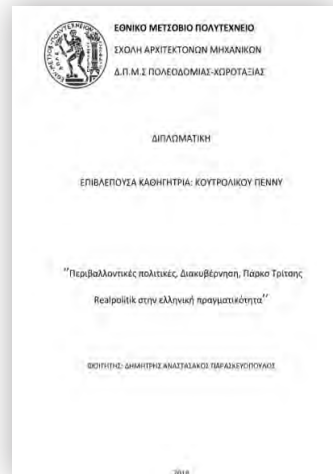 ΕΘΝΙΚΟ ΜΕΤΣΟΒΙΟ ΠΟΛΥΤΕΧΝΕΙΟ
ΣΧΟΛΗ ΑΡΧΙΤΕΚΤΟΝΩΝ ΜΗΧΑΝΙΚΩΝ
Δ.Π.Μ.Σ ΠΟΛΕΟΔΟΜΙΑΣ-ΧΩΡΟΤΑΞΙΑΣ
ΔΙΠΛΩΜΑΤΙΚΗ
ΕΠΙΒΛΕΠΟΥΣΑ ΚΑΘΗΓΗΤΡΙΑ: ΚΟΥΤΡΟΛΙΚΟΥ ΠΕΝΝΥ
"Περιβαλλοντικές πολιτικές, Διακυβέρνηση, Πάρκο Τρίτσης
Realpolitik στην ελληνική πραγματικότητα"
ΦΟΙΤΗΤΗΣ: ΔΗΜΗΤΡΗΣ ΑΝΑΣΤΑΣΑΚΟΣ ΠΑΡΑΣΚΕΥΟΠΟΥΛΟΣ